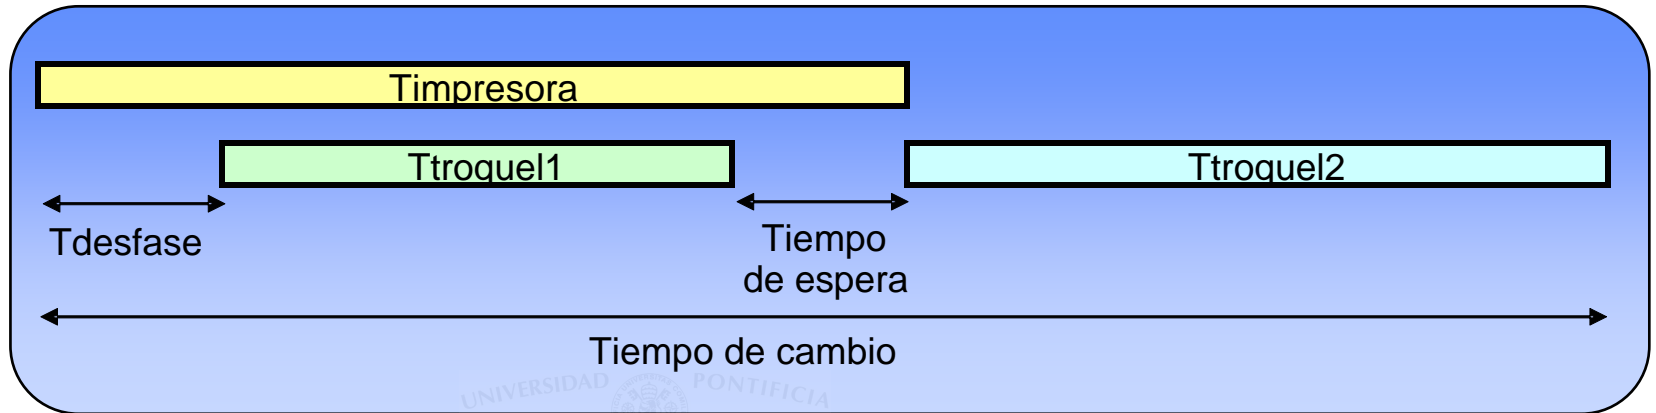 Timpresora
Ttroquel1
Ttroquel2
Tdesfase
Tiempo
de espera
Tiempo de cambio
UNIVERSIDAD PONTIFICIA